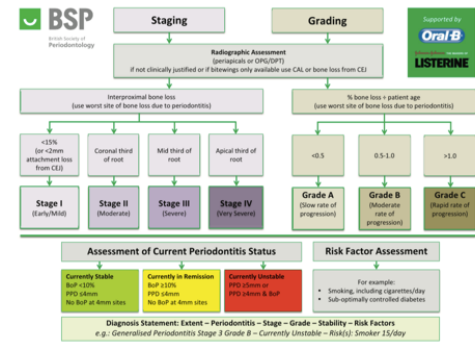 BSP
British Society of
Periodontology
Staging
Grading
Supported by
Oral-B
LISTERINE
Radiographic Assessment
(periapicals or OPG/DPT)
if not clinically justified or if bitewings only available use CAL or bone loss from CEJ
Interproximal bone loss
(use worst site of bone loss due to periodontitis)
% bone loss ÷ patient age
(use worst site of bone loss due to periodontitis)
<15%
(or <2mm
attachment loss
from CEJ)
Coronal third
of root
Mid third of
root
Apical third of
root
<0.5
0.5-1.0
>1.0
Stage I
(Early/Mild)
Stage II
(Moderate)
Stage III
(Severe)
Stage IV
(Very Severe)
Grade A
(Slow rate of
progression)
Grade B
(Moderate
rate of
progression)
Grade C
(Rapid rate of
progression)
Assessment of Current Periodontitis Status
Risk Factor Assessment
Currently Stable
BoP <10%
PPD ≤4mm
No BoP at 4mm sites
Currently in Remission
BoP ≥10%
PPD ≤4mm
No BoP at 4mm sites
Currently Unstable
PPD ≥5mm or
PPD ≥4mm & BoP
For example:
• Smoking, including cigarettes/day
• Sub-optimally controlled diabetes
Diagnosis Statement: Extent – Periodontitis – Stage – Grade – Stability – Risk Factors
e.g.: Generalised Periodontitis Stage 3 Grade B – Currently Unstable – Risk(s): Smoker 15/day